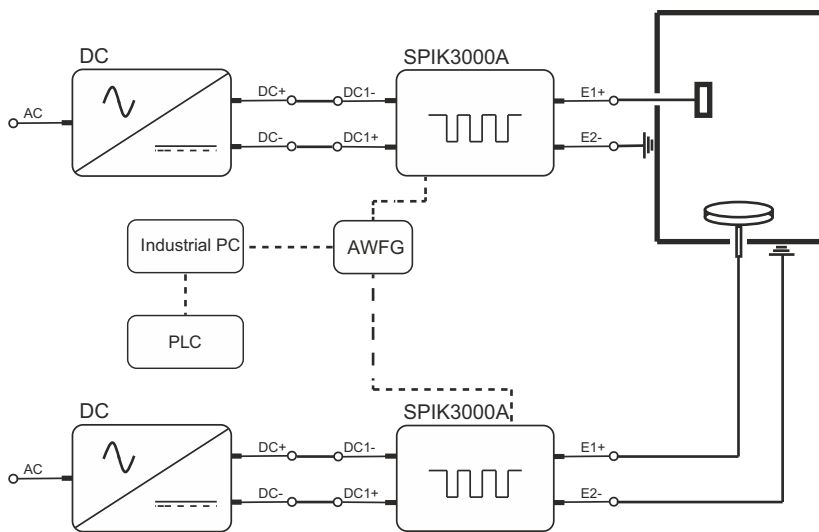 DC
SPIK3000A
AC
DC+
DC1-
E1+
DC-
DC1+
E2-
Industrial PC
AWFG
PLC
DC
SPIK3000A
AC
DC+
DC1-
E1+
DC-
DC1+
E2-